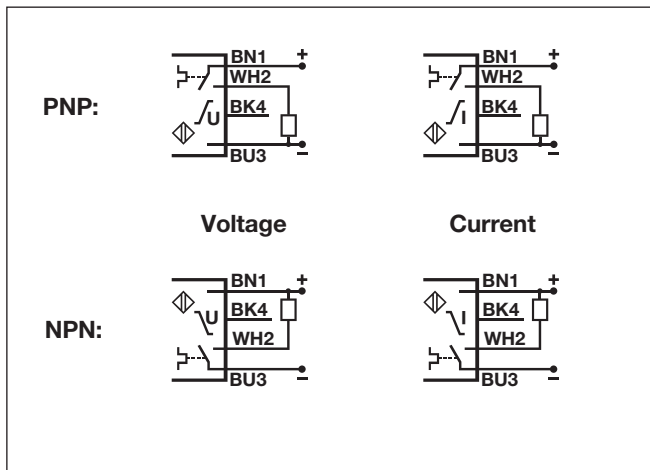 BN1 + BN1 +
WH2 WH2
PNP: U BK4 I BK4
BU3 − BU3 −
Voltage Current
BN1 + BN1 +
U BK4 I BK4
NPN: WH2 WH2
BU3 − BU3 −